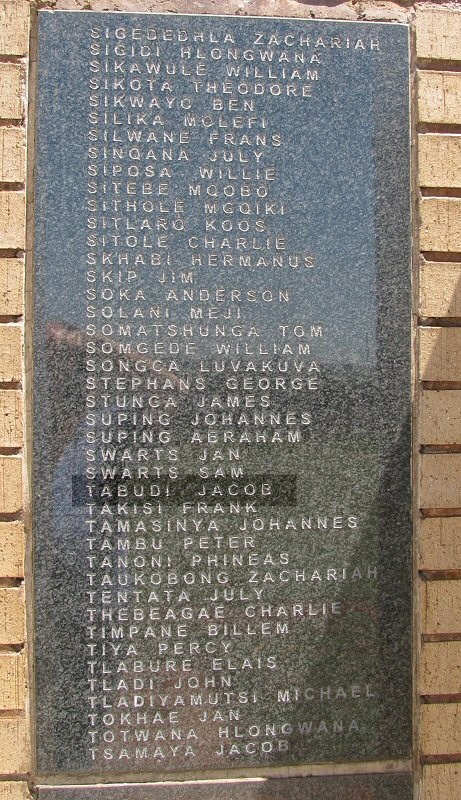 SIGEDEDHLA ZACHARIAH
SIGIDI HLONGWANA
SIKAWULE WILLIAM
SIKOTA THEODORE
SIKWAYO BEN
SILIKA MOLEFI
SILWANE FRANS
SINQANA JULY
SIPOSA WILLIE
SITEBE MQOBO
SITHOLE MGQIKI
SITLARO KOOS
SITOLE CHARLIE
SKHABI HERMANUS
SKIP JIM
SOKA ANDERSON
SOLANI MEJI
SOMATSHUNGA TOM
SOMGEDE WILLIAM
SONGCA LUVAKUVA
STEPHANS GEORGE
STUNGA JAMES
SUPING JOHANNES
SUPING ABRAHAM
SWARTS JAN
SWARTS SAM
TABUDI JACOB
TAKISI FRANK
TAMASINYA JOHANNES
TAMBU PETER
TANONI PHINEAS
TAUKOBONG ZACHARIAH
TENTATA JULY
THEBEAGAE CHARLIE
TIMPANE BILLEM
TIYA PERCY
TLABURE ELAIS
TLADI JOHN
TLADIYAMUTSI MICHAEL
TOKHAE JAN
TOTWANA HLONGWANA
TSAMAYA JACOB